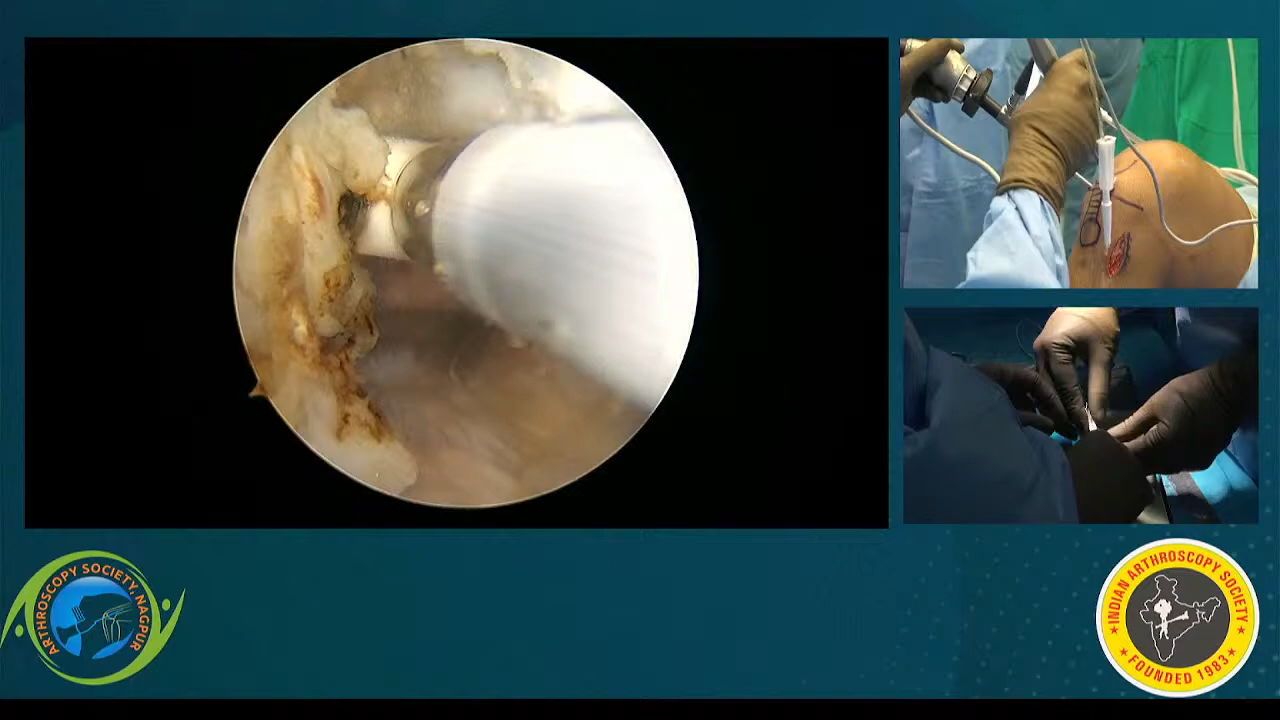 ARTHROSCOPY SOCIETY, NAGPUR
INDIAN ARTHROSCOPY SOCIETY
FOUNDED 1983